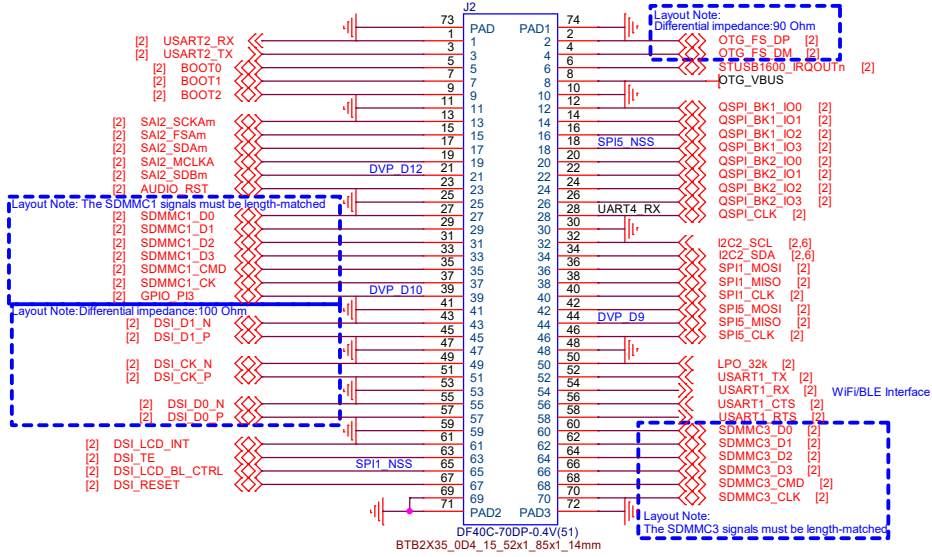 J2
Layout Note:
Differential impedance:90 Ohm
73 PAD PAD1 74
[2] USART2_RX 1 1 2 2 OTG_FS_DP [2]
[2] USART2_TX 3 3 4 4 OTG_FS_DM [2]
[2] BOOT0 5 5 6 6 STUSB1600_IRQOUTn [2]
[2] BOOT1 7 7 8 8 OTG_VBUS
[2] BOOT2 9 9 10 10
11 11 12 12 QSPI_BK1_IO0 [2]
[2] SAI2_SCKAm 13 13 14 14 QSPI_BK1_IO1 [2]
[2] SAI2_FSAm 15 15 16 16 QSPI_BK1_IO2 [2]
[2] SAI2_SDAm 17 17 18 18 SPI5_NSS QSPI_BK1_IO3 [2]
[2] SAI2_MCLKA 19 19 20 20 QSPI_BK2_IO0 [2]
[2] SAI2_SDBm DVP_D12 21 21 22 22 QSPI_BK2_IO1 [2]
[2] AUDIO_RST 23 23 24 24 QSPI_BK2_IO2 [2]
25 25 26 26 QSPI_BK2_IO3 [2]
Layout Note: The SDMMC1 signals must be length-matched
[2] SDMMC1_D0 27 27 28 28 UART4_RX QSPI_CLK [2]
[2] SDMMC1_D1 29 29 30 30
[2] SDMMC1_D2 31 31 32 32 I2C2_SCL [2,6]
[2] SDMMC1_D3 33 33 34 34 I2C2_SDA [2,6]
[2] SDMMC1_CMD 35 35 36 36 SPI1_MOSI [2]
[2] SDMMC1_CK 37 37 38 38 SPI1_MISO [2]
[2] GPIO_PI3 DVP_D10 39 39 40 40 SPI1_CLK [2]
Layout Note:Differential impedance:100 Ohm
41 41 42 42 SPI5_MOSI [2]
[2] DSI_D1_N 43 43 44 44 DVP_D9 SPI5_MISO [2]
[2] DSI_D1_P 45 45 46 46 SPI5_CLK [2]
47 47 48 48
[2] DSI_CK_N 49 49 50 50 LPO_32k [2]
[2] DSI_CK_P 51 51 52 52 USART1_TX [2]
53 53 54 54 USART1_RX [2] WiFi/BLE Interface
[2] DSI_D0_N 55 55 56 56 USART1_CTS [2]
[2] DSI_D0_P 57 57 58 58 USART1_RTS [2]
59 59 60 60 SDMMC3_D0 [2]
[2] DSI_LCD_INT 61 61 62 62 SDMMC3_D1 [2]
[2] DSI_TE 63 63 64 64 SDMMC3_D2 [2]
[2] DSI_LCD_BL_CTRL SPI1_NSS 65 65 66 66 SDMMC3_D3 [2]
[2] DSI_RESET 67 67 68 68 SDMMC3_CMD [2]
69 69 70 70 SDMMC3_CLK [2]
71 PAD2 PAD3 72
Layout Note:
The SDMMC3 signals must be length-matched
DF40C-70DP-0.4V(51)
BTB2X35_0D4_15_52x1_85x1_14mm